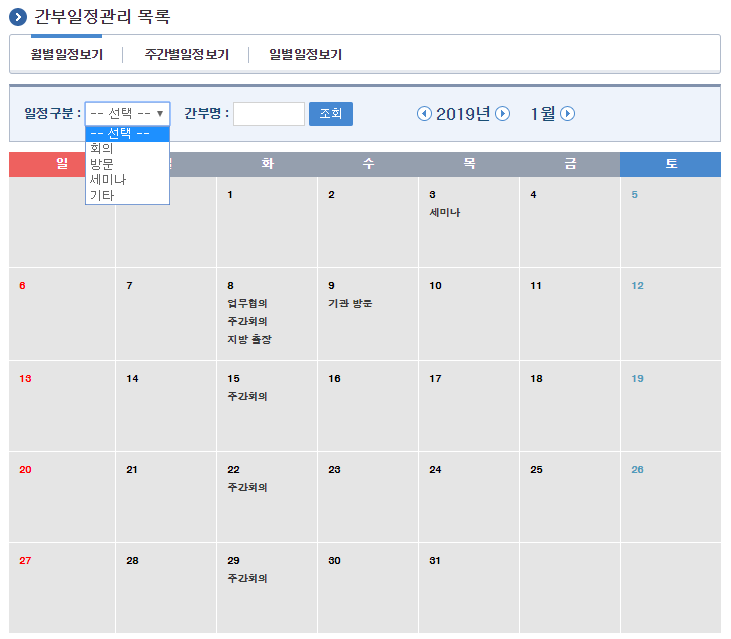 간부일정관리 목록
월별일정보기 주간별일정보기 일별일정보기
일정구분 : -- 선택 -- 간부명 : 조회 2019년 1월
-- 선택 --
회의
방문
세미나
기타
일 월 화 수 목 금 토
1 2 3 4 5
세미나
6 7 8 9 10 11 12
업무협의 기관 방문
주간회의
지방 출장
13 14 15 16 17 18 19
주간회의
20 21 22 23 24 25 26
주간회의
27 28 29 30 31
주간회의